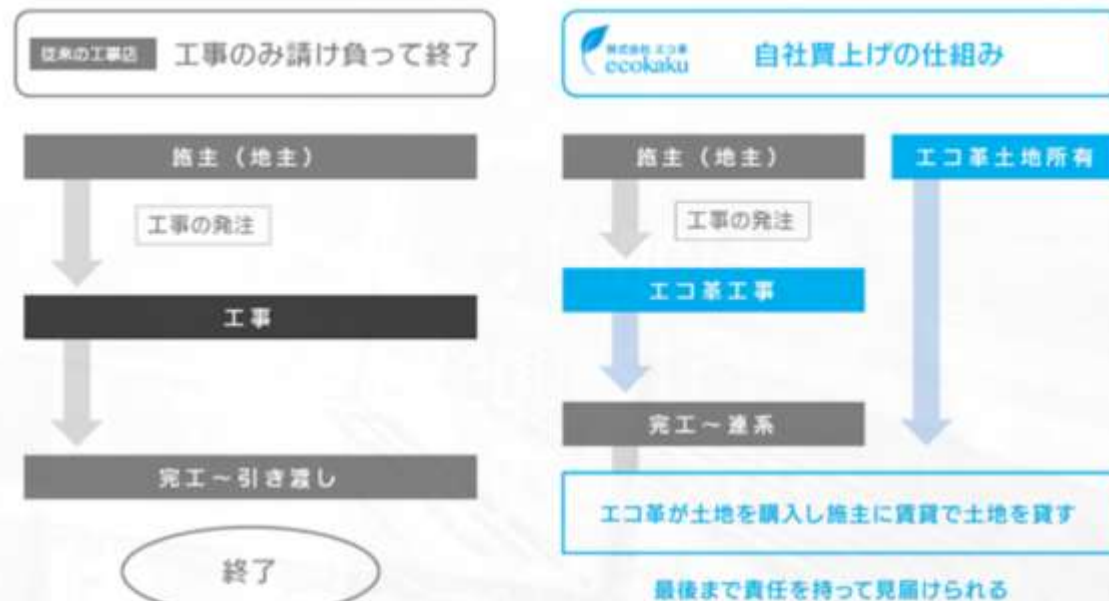 従来の工事店 工事のみ請け負って終了
施主（地主）
工事の発注
工事
完工～引き渡し
終了
株式会社 エコ革
ecokaku
自社買上げの仕組み
施主（地主）
エコ革土地所有
工事の発注
エコ革工事
完工～連系
エコ革が土地を購入し施主に賃貸で土地を貸す
最後まで責任を持って見届けられる